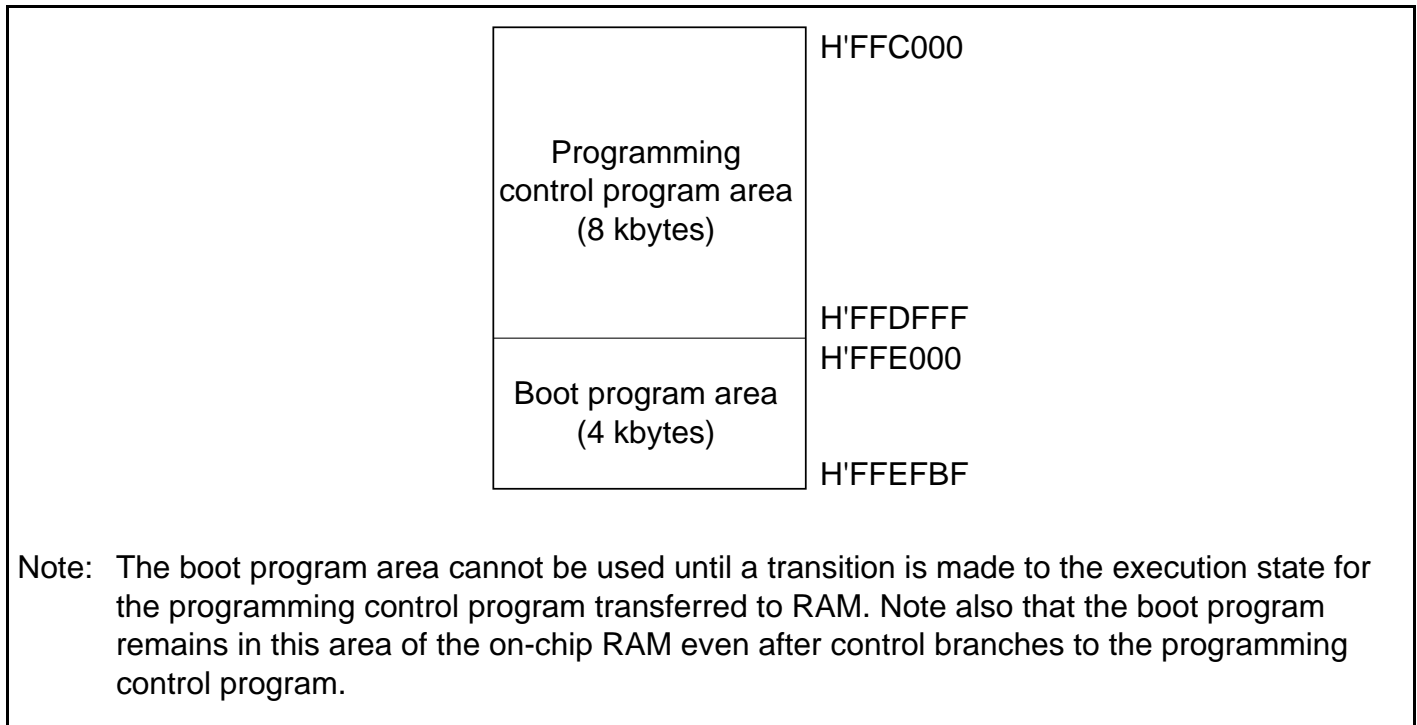 H'FFC000
Programming
control program area
(8 kbytes)
H'FFDFFF
H'FFE000
Boot program area
(4 kbytes)
H'FFEFBF
Note: The boot program area cannot be used until a transition is made to the execution state for
the programming control program transferred to RAM. Note also that the boot program
remains in this area of the on-chip RAM even after control branches to the programming
control program.